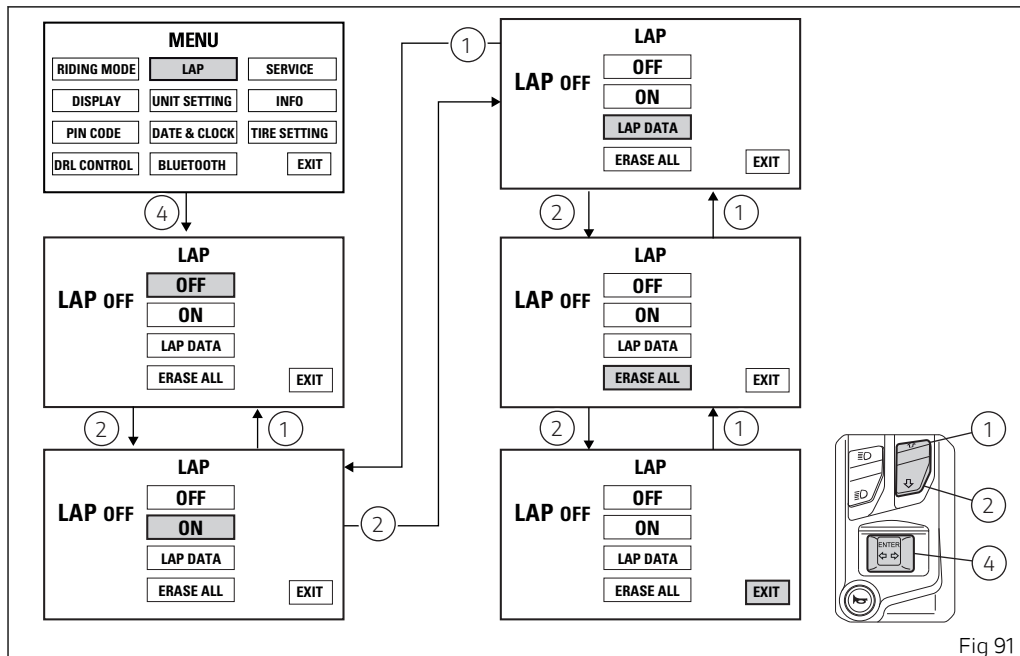 MENU
RIDING MODE LAP SERVICE
DISPLAY UNIT SETTING INFO
PIN CODE DATE & CLOCK TIRE SETTING
DRL CONTROL BLUETOOTH EXIT
4
LAP
LAP OFF
OFF
ON
LAP DATA
ERASE ALL EXIT
2 1
LAP
LAP OFF
OFF
ON
LAP DATA
ERASE ALL EXIT
1
2
LAP
LAP OFF
OFF
ON
LAP DATA
ERASE ALL EXIT
2 1
LAP
LAP OFF
OFF
ON
LAP DATA
ERASE ALL EXIT
2 1
LAP
LAP OFF
OFF
ON
LAP DATA
ERASE ALL EXIT
1
2
ENTER
4
Fig 91